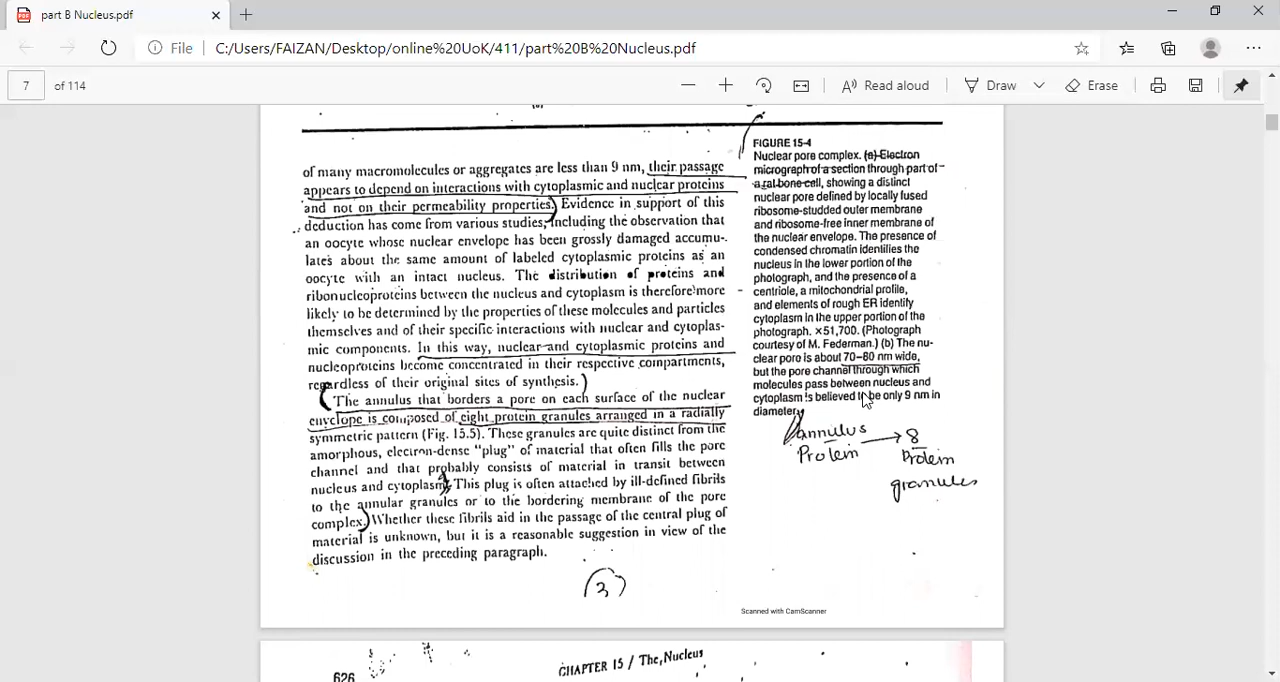 part B Nucleus.pdf
File C:/Users/FAIZAN/Desktop/online%20UoK/411/part%20B%20Nucleus.pdf
7 of 114 Read aloud Draw Erase
of many macromolecules or aggregates are less than 9 nm, their passage
appears to depend on interactions with cytoplasmic and nuclear proteins
and not on their permeability properties. Evidence in support of this
deduction has come from various studies, including the observation that
an oocyte whose nuclear envelope has been grossly damaged accumu-
lates about the same amount of labeled cytoplasmic proteins as an
oocyte with an intact nucleus. The distribution of proteins and
ribonucleoproteins between the nucleus and cytoplasm is therefore more
likely to be determined by the properties of these molecules and particles
themselves and of their specific interactions with nuclear and cytoplas-
mic components. In this way, nuclear and cytoplasmic proteins and
nucleoproteins become concentrated in their respective compartments,
regardless of their original sites of synthesis.)
(The annulus that borders a pore on each surface of the nuclear
envelope is composed of eight protein granules arranged in a radially
symmetric pattern (Fig. 15.5). These granules are quite distinct from the
amorphous, electron-dense "plug" of material that often fills the pore
channel and that probably consists of material in transit between
nucleus and cytoplasm. This plug is often attached by ill-defined fibrils
to the annular granules or to the bordering membrane of the pore
complex.) Whether these fibrils aid in the passage of the central plug of
material is unknown, but it is a reasonable suggestion in view of the
discussion in the preceding paragraph.
(3)
FIGURE 15-4
Nuclear pore complex. (a) Electron
micrograph of a section through part of
a rat bone cell, showing a distinct
nuclear pore defined by locally fused
ribosome-studded outer membrane
and ribosome-free inner membrane of
the nuclear envelope. The presence of
condensed chromatin identifies the
nucleus in the lower portion of the
photograph, and the presence of a
centriole, a mitochondrial profile,
and elements of rough ER identify
cytoplasm in the upper portion of the
photograph. ×51,700. (Photograph
courtesy of M. Federman.) (b) The nu-
clear pore is about 70–80 nm wide,
but the pore channel through which
molecules pass between nucleus and
cytoplasm is believed to be only 9 nm in
diameter.
annulus → 8
Protein Protein
granules
Scanned with CamScanner
626 CHAPTER 15 / The Nucleus